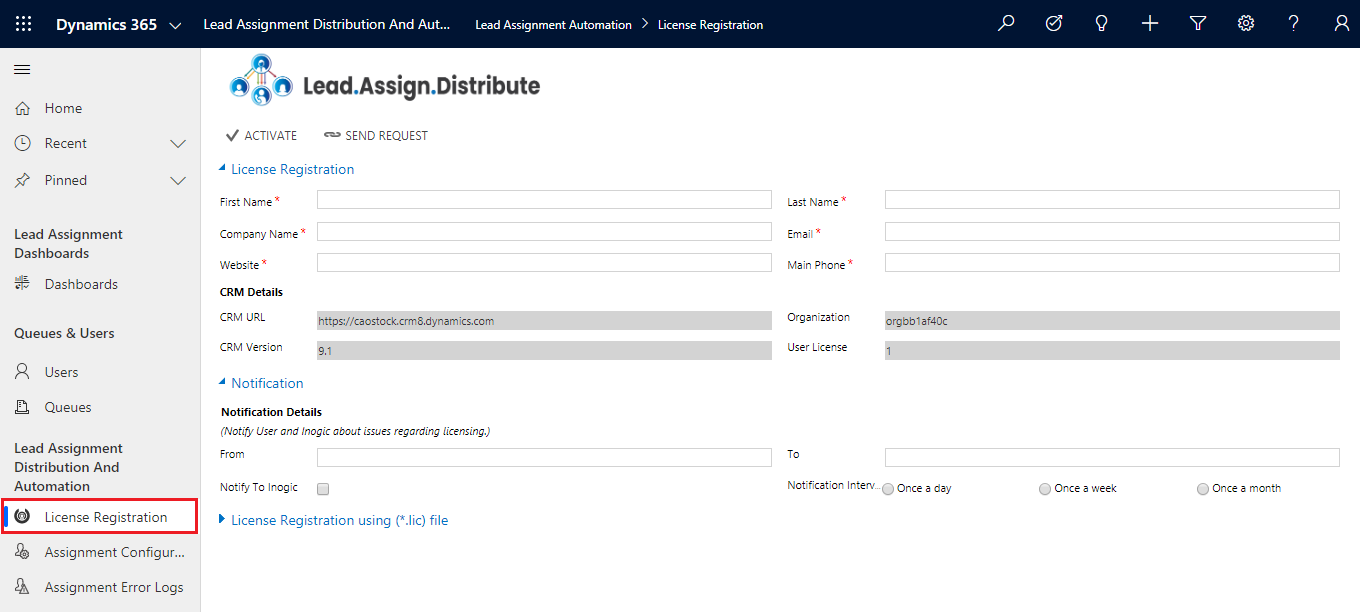 Dynamics 365
Lead Assignment Distribution And Aut...
Lead Assignment Automation > License Registration
Home
Recent
Pinned
Lead Assignment
Dashboards
Dashboards
Queues & Users
Users
Queues
Lead Assignment
Distribution And
Automation
License Registration
Assignment Configur...
Assignment Error Logs
Lead.Assign.Distribute
ACTIVATE SEND REQUEST
License Registration
First Name * Last Name *
Company Name * Email *
Website * Main Phone *
CRM Details
CRM URL https://caostock.crm8.dynamics.com Organization orgbb1af40c
CRM Version 9.1 User License 1
Notification
Notification Details
(Notify User and Inogic about issues regarding licensing.)
From To
Notify To Inogic Notification Interv... Once a day Once a week Once a month
License Registration using (*.lic) file